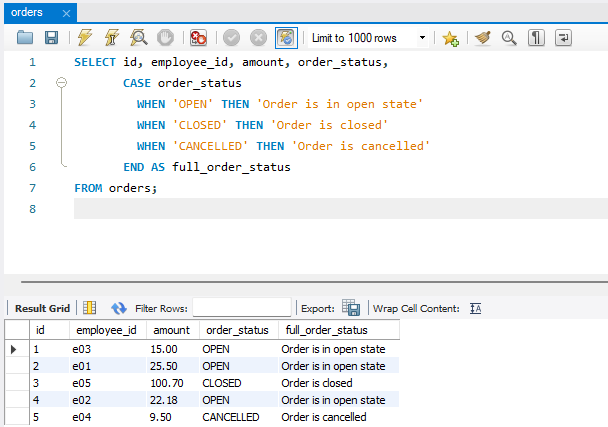 orders
Limit to 1000 rows
1 SELECT id, employee_id, amount, order_status,
2 CASE order_status
3 WHEN 'OPEN' THEN 'Order is in open state'
4 WHEN 'CLOSED' THEN 'Order is closed'
5 WHEN 'CANCELLED' THEN 'Order is cancelled'
6 END AS full_order_status
7 FROM orders;
8
Result Grid Filter Rows: Export: Wrap Cell Content: IA
id employee_id amount order_status full_order_status
1 e03 15.00 OPEN Order is in open state
2 e01 25.50 OPEN Order is in open state
3 e05 100.70 CLOSED Order is closed
4 e02 22.18 OPEN Order is in open state
5 e04 9.50 CANCELLED Order is cancelled